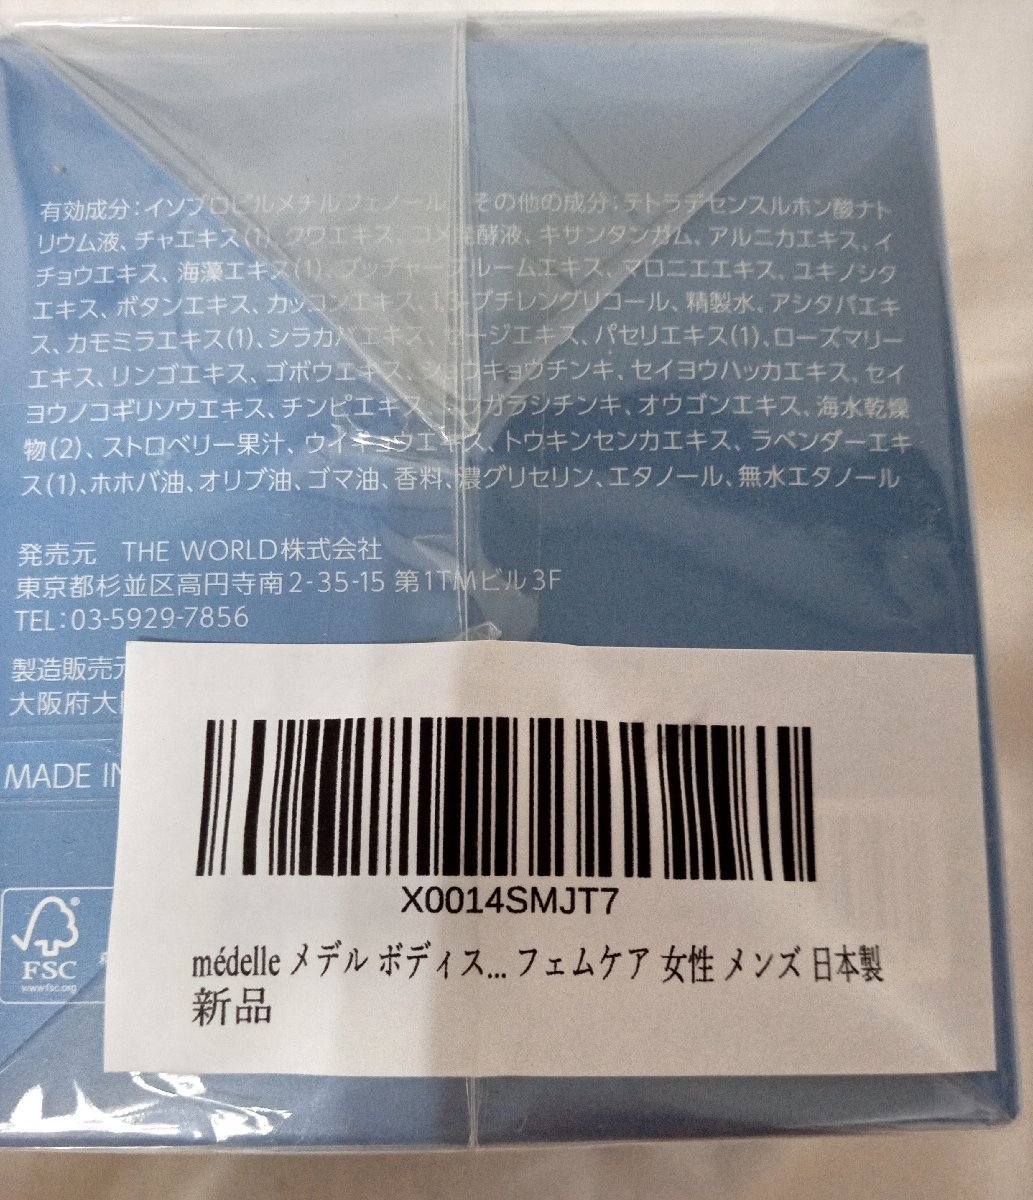 有効成分：イソプロピルメチルフェノール、その他の成分：テトラデセンスルホン酸ナト
リウム液、チャエキス(1)、クワエキス、コメ発酵液、キサンタンガム、アルニカエキス、イ
チョウエキス、海藻エキス(1)、ブッチャーブルームエキス、マロニエエキス、ユキノシタ
エキス、ボタンエキス、カッコンエキス、1,3-ブチレングリコール、精製水、アシタバエキ
ス、カモミラエキス(1)、シラカバエキス、セージエキス、パセリエキス(1)、ローズマリー
エキス、リンゴエキス、ゴボウエキス、ショウキョウチンキ、セイヨウハッカエキス、セイ
ヨウノコギリソウエキス、チンピエキス、トウガラシチンキ、オウゴンエキス、海水乾燥
物(2)、ストロベリー果汁、ウイキョウエキス、トウキンセンカエキス、ラベンダーエキ
ス(1)、ホホバ油、オリブ油、ゴマ油、香料、濃グリセリン、エタノール、無水エタノール
発売元　THE WORLD株式会社
東京都杉並区高円寺南2-35-15 第1TMビル3F
TEL：03-5929-7856
製造販売元
大阪府大
MADE IN
FSC
www.fsc.org
X0014SMJT7
médelle メデル ボディス... フェムケア 女性 メンズ 日本製
新品